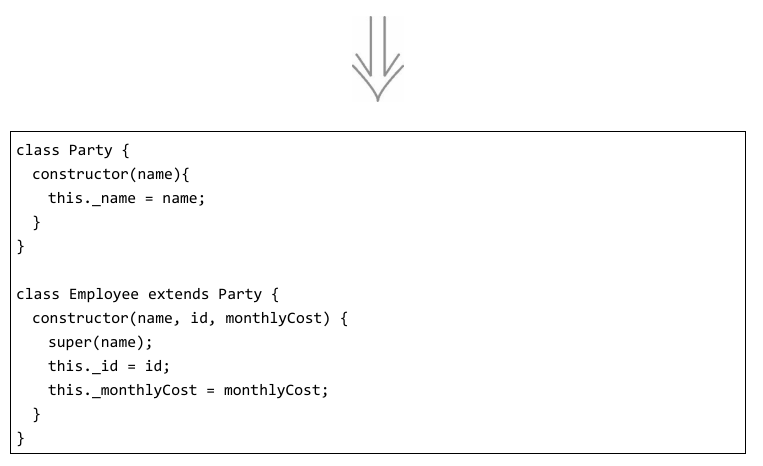 class Party {
  constructor(name){
    this._name = name;
  }
}

class Employee extends Party {
  constructor(name, id, monthlyCost) {
    super(name);
    this._id = id;
    this._monthlyCost = monthlyCost;
  }
}